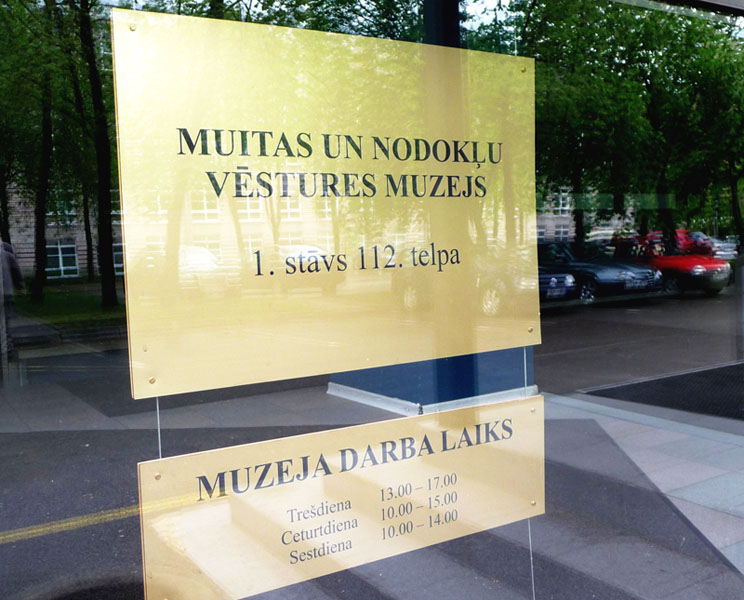 MUITAS UN NODOKĻU
VĒSTURES MUZEJS
1. stāvs 112. telpa
MUZEJA DARBA LAIKS
Trešdiena 13.00 – 17.00
Ceturtdiena 10.00 – 15.00
Sestdiena 10.00 – 14.00